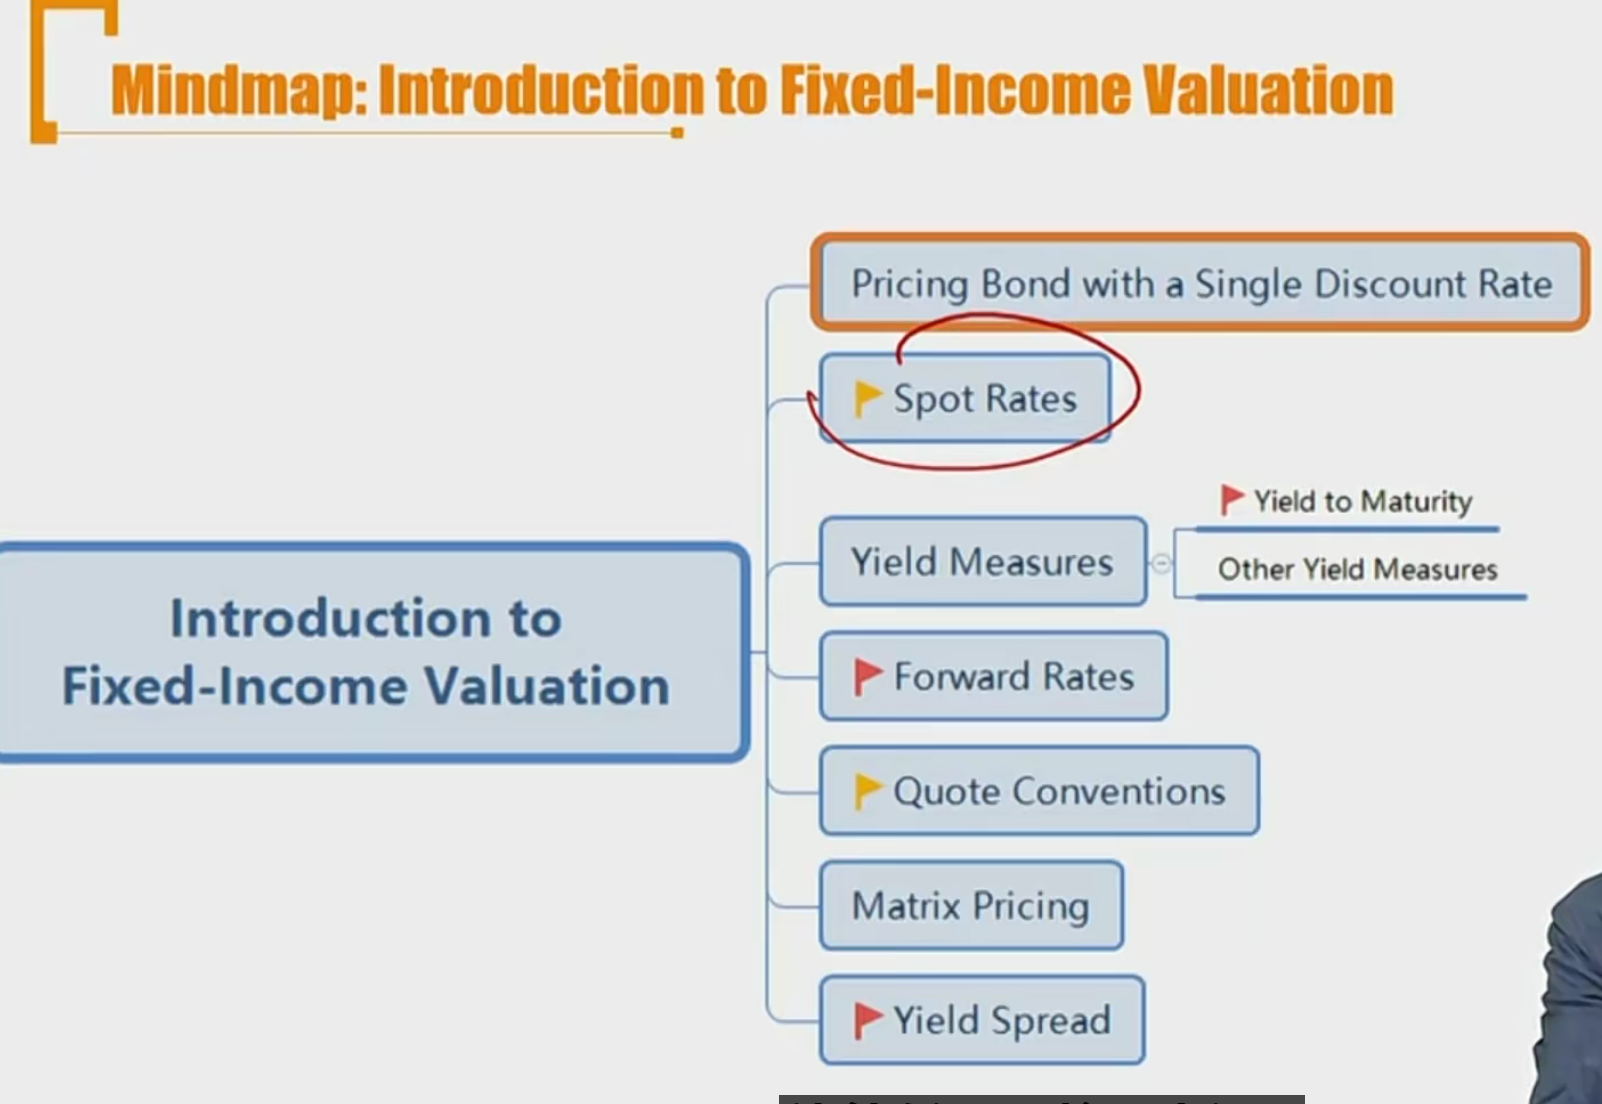 Mindmap: Introduction to Fixed-Income Valuation
Pricing Bond with a Single Discount Rate
Spot Rates
Yield to Maturity
Yield Measures
Other Yield Measures
Introduction to
Fixed-Income Valuation
Forward Rates
Quote Conventions
Matrix Pricing
Yield Spread